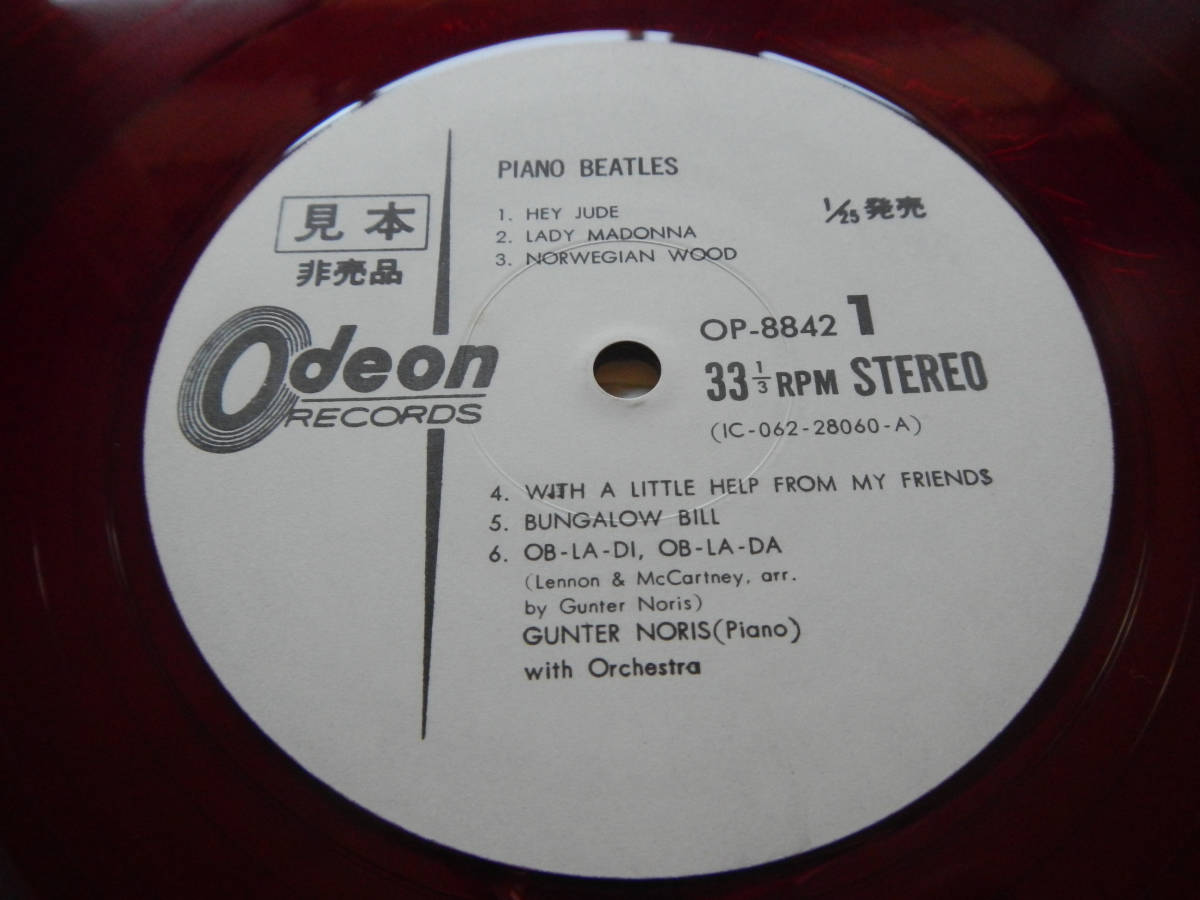 PIANO BEATLES
1. HEY JUDE
2. LADY MADONNA
3. NORWEGIAN WOOD
1/25 発売
見本
非売品
Odeon
RECORDS
OP-8842 1
33 1/3 RPM STEREO
(IC-062-28060-A)
4. WITH A LITTLE HELP FROM MY FRIENDS
5. BUNGALOW BILL
6. OB-LA-DI, OB-LA-DA
(Lennon & McCartney, arr.
by Gunter Noris)
GUNTER NORIS(Piano)
with Orchestra